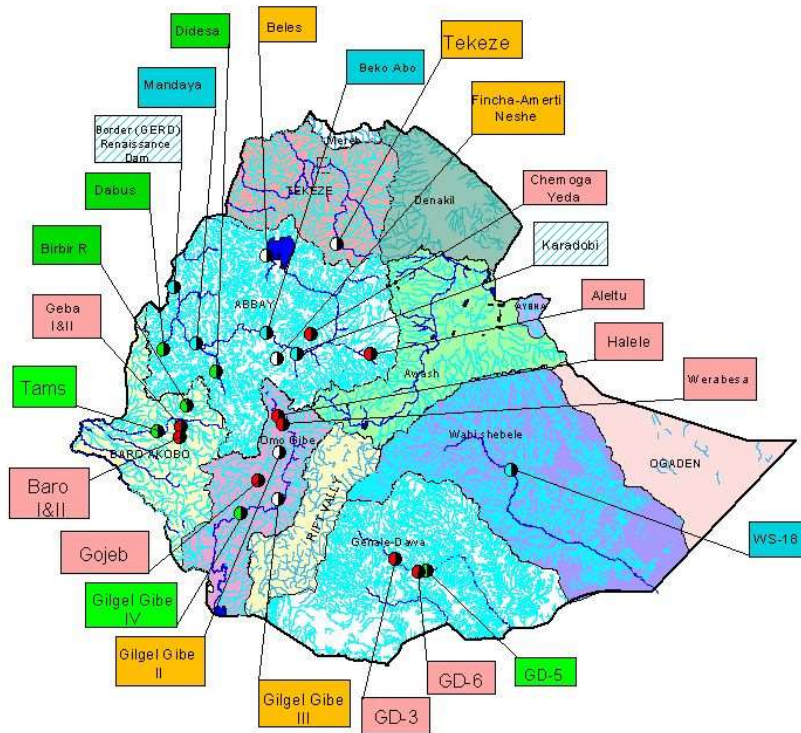 Didesa
Beles
Tekeze
Mandaya
Beko Abo
Fincha-Amerti
Neshe
Border (GERD)
Renaissance
Dam
Mereb
TEKEZE
Denakil
Chemoga
Yeda
Dabus
Karadobi
Birbir R
ABBAY
AYSHA
Aleltu
Geba
I&II
Halele
Awash
Tams
Werabesa
Omo Gibe
Wabi shebele
BARO AKOBO
OGADEN
RIFT VALLY
Baro
I&II
Genale-Dawa
WS-18
Gojeb
Gilgel Gibe
IV
Gilgel Gibe
II
Gilgel Gibe
III
GD-3
GD-6
GD-5